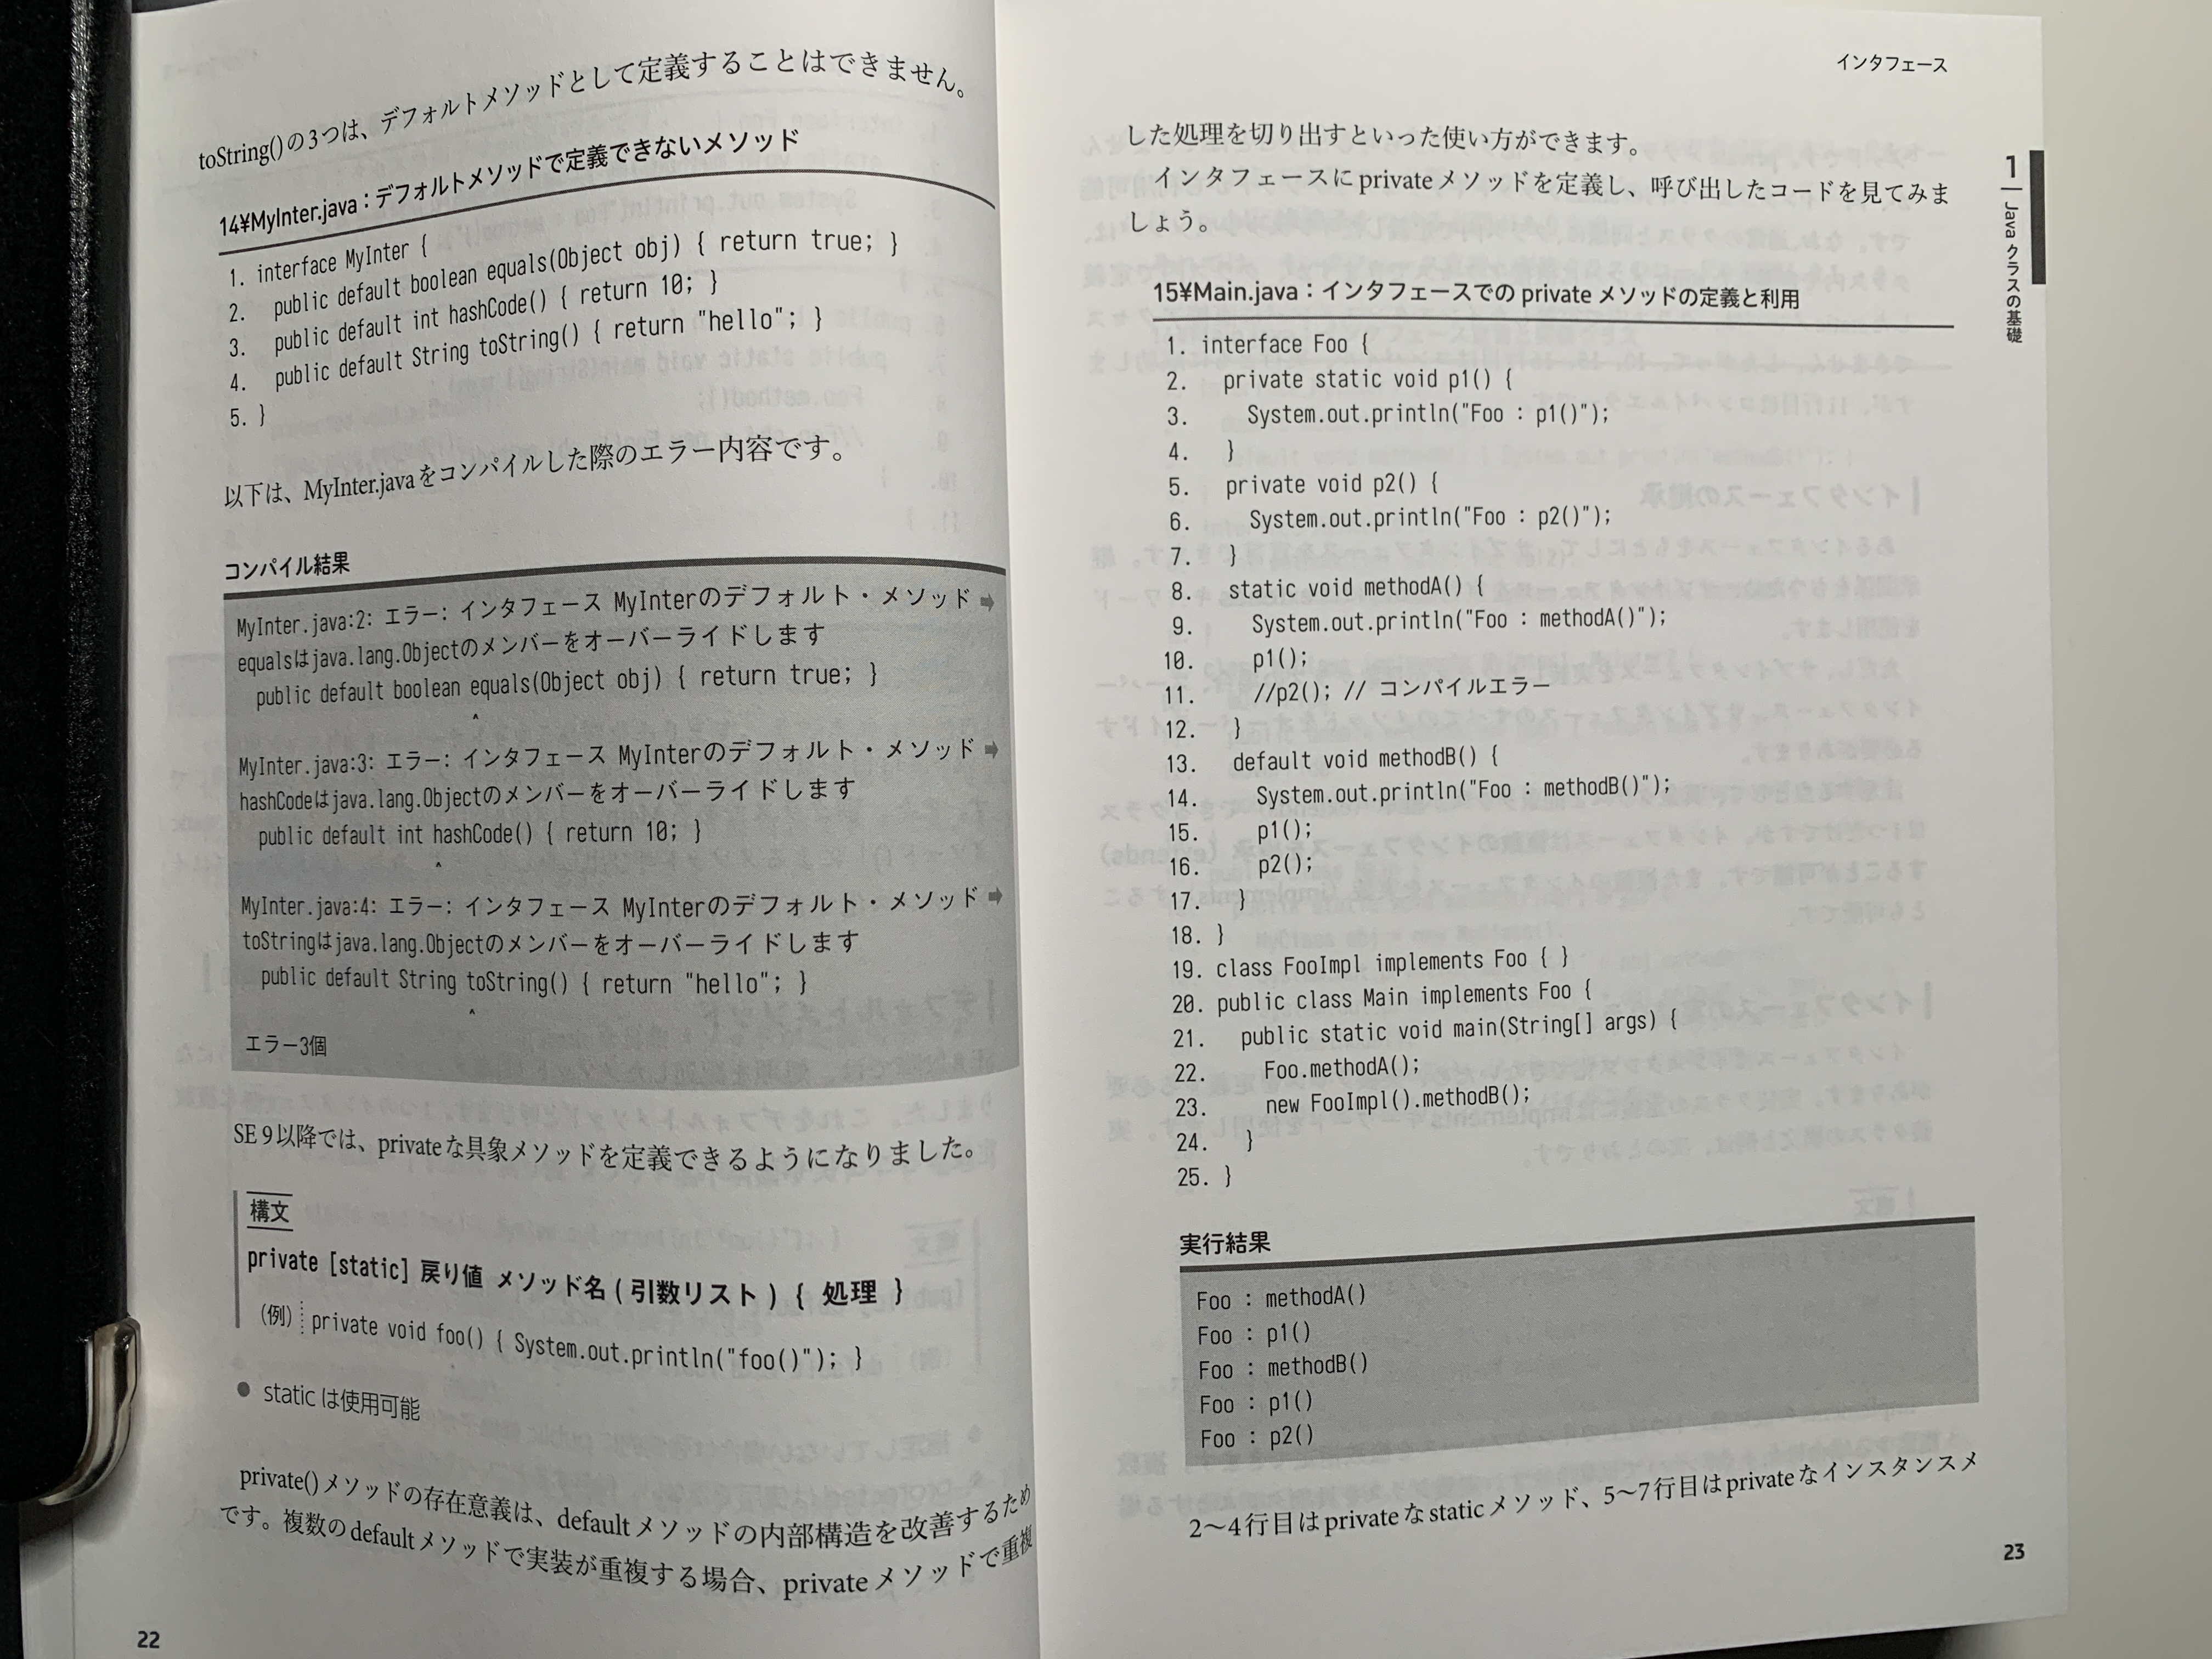 toString()の3つは、デフォルトメソッドとして定義することはできません。
14¥MyInter.java：デフォルトメソッドで定義できないメソッド
1. interface MyInter {
2.   public default boolean equals(Object obj) { return true; }
3.   public default int hashCode() { return 10; }
4.   public default String toString() { return "hello"; }
5. }
以下は、MyInter.javaをコンパイルした際のエラー内容です。
コンパイル結果
MyInter.java:2: エラー: インタフェース MyInterのデフォルト・メソッド ➡
equalsはjava.lang.Objectのメンバーをオーバーライドします
  public default boolean equals(Object obj) { return true; }
^
MyInter.java:3: エラー: インタフェース MyInterのデフォルト・メソッド ➡
hashCodeはjava.lang.Objectのメンバーをオーバーライドします
  public default int hashCode() { return 10; }
^
MyInter.java:4: エラー: インタフェース MyInterのデフォルト・メソッド ➡
toStringはjava.lang.Objectのメンバーをオーバーライドします
  public default String toString() { return "hello"; }
^
エラー3個
SE 9以降では、privateな具象メソッドを定義できるようになりました。
構文
private [static] 戻り値 メソッド名 ( 引数リスト ) { 処理 }
（例） private void foo() { System.out.println("foo()"); }
● static は使用可能
private()メソッドの存在意義は、defaultメソッドの内部構造を改善するため
です。複数のdefaultメソッドで実装が重複する場合、privateメソッドで重複
22
インタフェース
1
Java クラスの基礎
した処理を切り出すといった使い方ができます。
インタフェースにprivateメソッドを定義し、呼び出したコードを見てみま
しょう。
15¥Main.java：インタフェースでの private メソッドの定義と利用
1. interface Foo {
2.   private static void p1() {
3.     System.out.println("Foo : p1()");
4.   }
5.   private void p2() {
6.     System.out.println("Foo : p2()");
7.   }
8.   static void methodA() {
9.     System.out.println("Foo : methodA()");
10.     p1();
11.     //p2(); // コンパイルエラー
12.   }
13.   default void methodB() {
14.     System.out.println("Foo : methodB()");
15.     p1();
16.     p2();
17.   }
18. }
19. class FooImpl implements Foo { }
20. public class Main implements Foo {
21.   public static void main(String[] args) {
22.     Foo.methodA();
23.     new FooImpl().methodB();
24.   }
25. }
実行結果
Foo : methodA()
Foo : p1()
Foo : methodB()
Foo : p1()
Foo : p2()
2〜4行目はprivateなstaticメソッド、5〜7行目はprivateなインスタンスメ
23